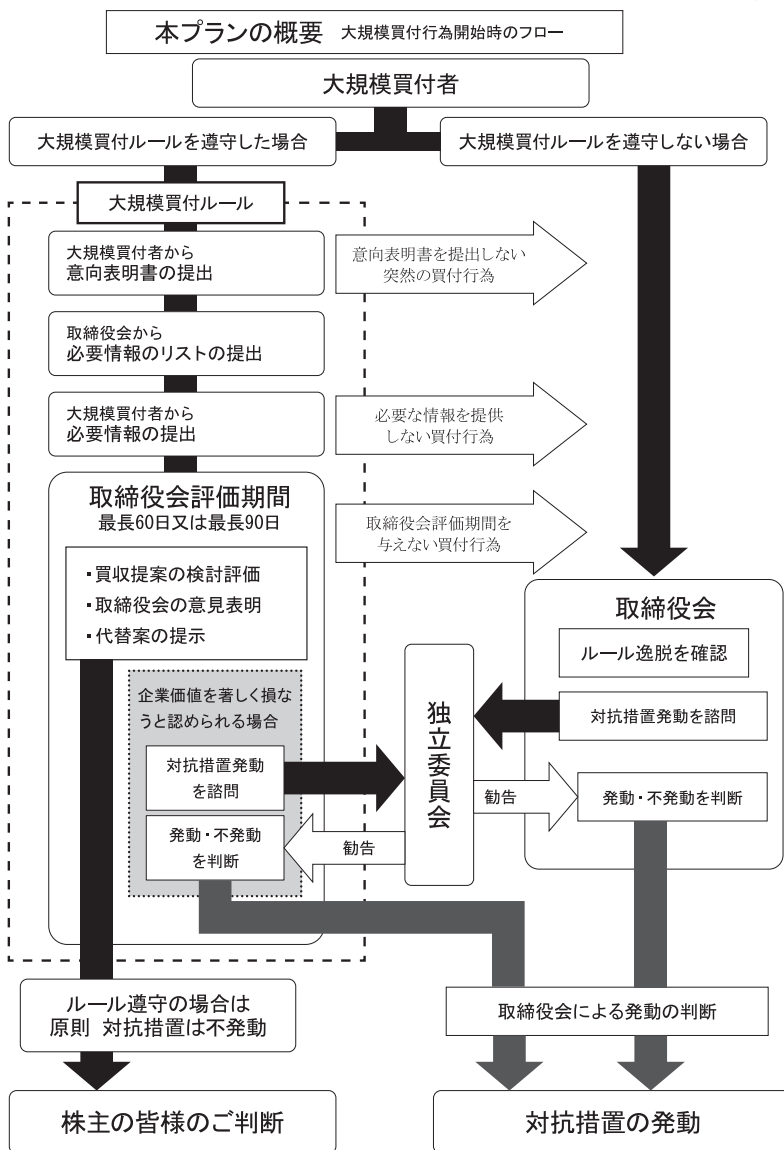 本プランの概要 大規模買付行為開始時のフロー
大規模買付者
大規模買付ルールを遵守した場合
大規模買付ルールを遵守しない場合
大規模買付ルール
大規模買付者から
意向表明書の提出
意向表明書を提出しない
突然の買付行為
取締役会から
必要情報のリストの提出
大規模買付者から
必要情報の提出
必要な情報を提供
しない買付行為
取締役会評価期間
最長60日又は最長90日
取締役会評価期間を
与えない買付行為
・買収提案の検討評価
・取締役会の意見表明
・代替案の提示
企業価値を著しく損な
うと認められる場合
対抗措置発動
を諮問
発動・不発動
を判断
独立委員会
勧告
勧告
取締役会
ルール逸脱を確認
対抗措置発動を諮問
発動・不発動を判断
ルール遵守の場合は
原則 対抗措置は不発動
取締役会による発動の判断
株主の皆様のご判断
対抗措置の発動